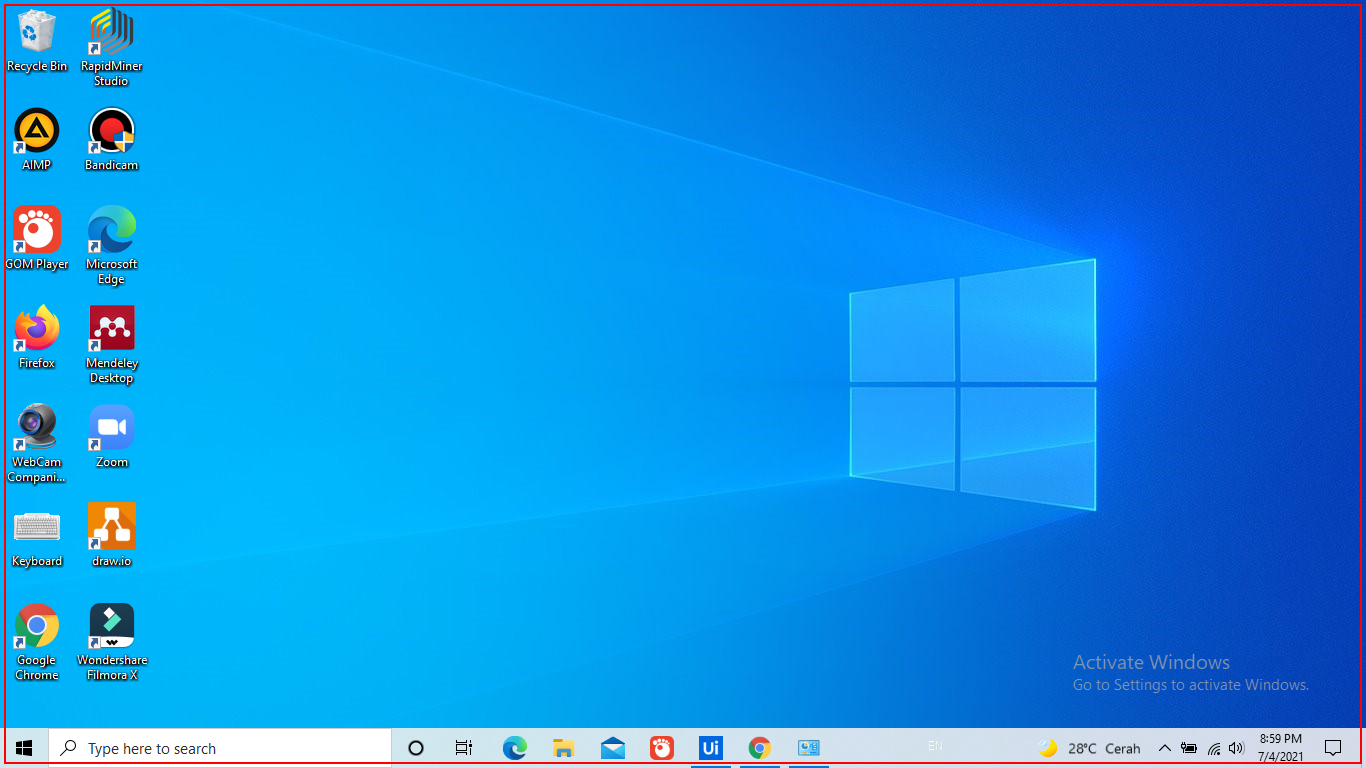 Recycle Bin
RapidMiner
Studio
AIMP
Bandicam
GOM Player
Microsoft
Edge
Firefox
Mendeley
Desktop
WebCam
Compani...
Zoom
Keyboard
draw.io
Google
Chrome
Wondershare
Filmora X
Activate Windows
Go to Settings to activate Windows.
Type here to search
Ui
EN
28°C Cerah
8:59 PM
7/4/2021